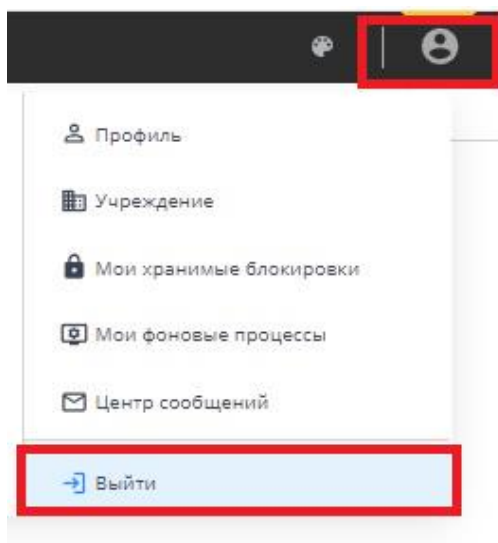 Профиль
Учреждение
Мои хранимые блокировки
Мои фоновые процессы
Центр сообщений
Выйти